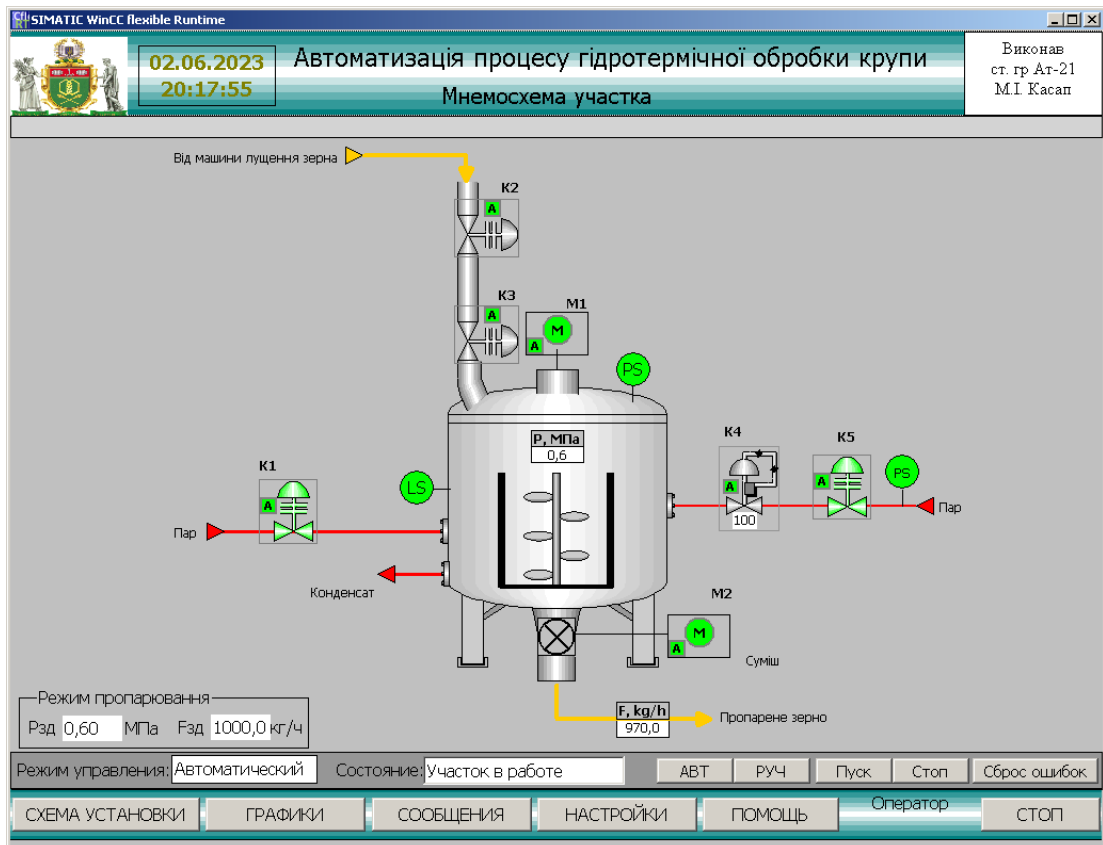 SIMATIC WinCC flexible Runtime
02.06.2023
20:17:55
Автоматизація процесу гідротермічної обробки крупи
Мнемосхема участка
Виконав
ст. гр Ат-21
М.І. Касап
Від машини лущення зерна
К2
А
К3
А
М1
М
А
PS
Р, МПа
0,6
К1
А
LS
К4
А
100
К5
А
PS
Пар
Пар
Конденсат
М2
М
А
Суміш
F, kg/h
970,0
Пропарене зерно
Режим пропарювання
Рзд 0,60 МПа Fзд 1000,0 кг/ч
Режим управления: Автоматический Состояние: Участок в работе АВТ РУЧ Пуск Стоп Сброс ошибок
СХЕМА УСТАНОВКИ ГРАФИКИ СООБЩЕНИЯ НАСТРОЙКИ ПОМОЩЬ Оператор СТОП